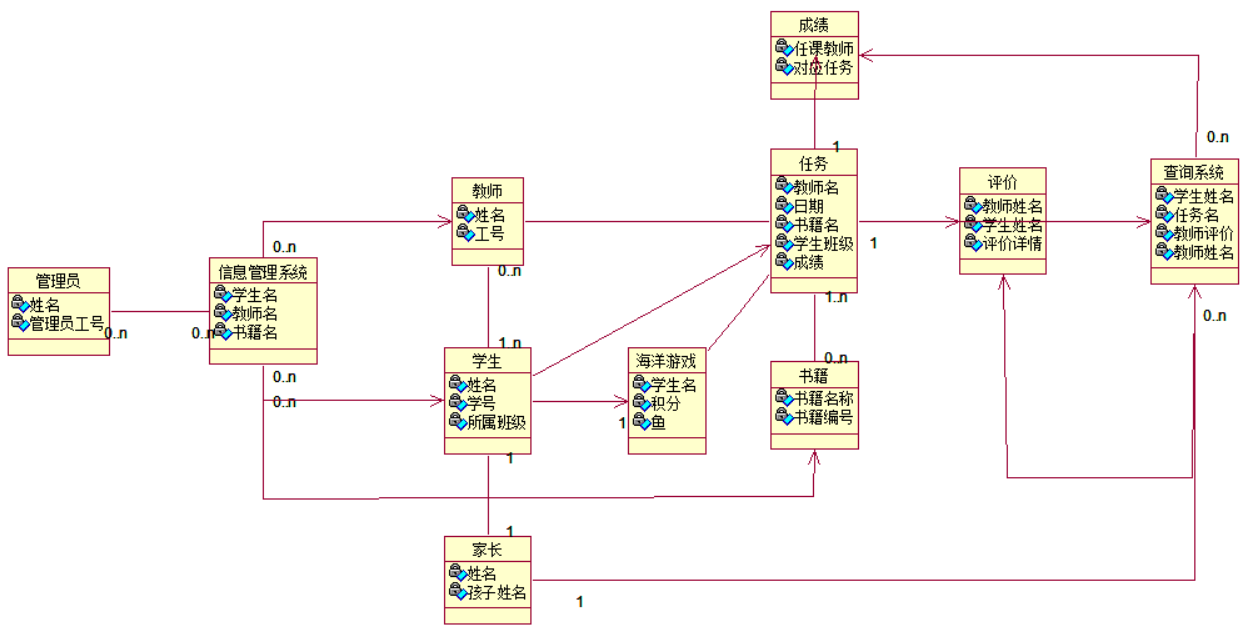 成绩
任课教师
对应任务
0..n
1
任务
教师名
日期
书籍名
学生班级
成绩
1
1..n
评价
教师姓名
学生姓名
评价详情
查询系统
学生姓名
任务名
教师评价
教师姓名
0..n
教师
姓名
工号
0..n
0..n
信息管理系统
学生名
教师名
书籍名
0..n
0..n
管理员
姓名
管理员工号
0..n
0..n
1..n
学生
姓名
学号
所属班级
1
海洋游戏
学生名
积分
鱼
1
0..n
书籍
书籍名称
书籍编号
1
家长
姓名
孩子姓名
1